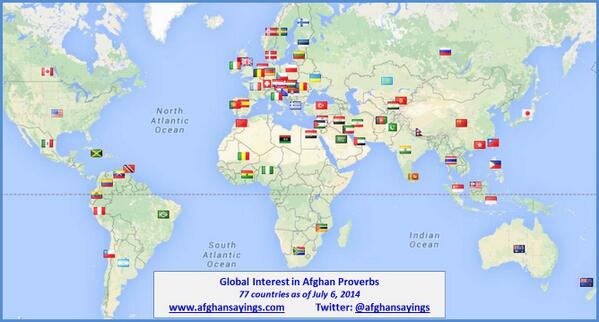 North
Atlantic
Ocean
South
Atlantic
Ocean
Indian
Ocean
Global Interest in Afghan Proverbs
77 countries as of July 6, 2014
www.afghansayings.com Twitter: @afghansayings